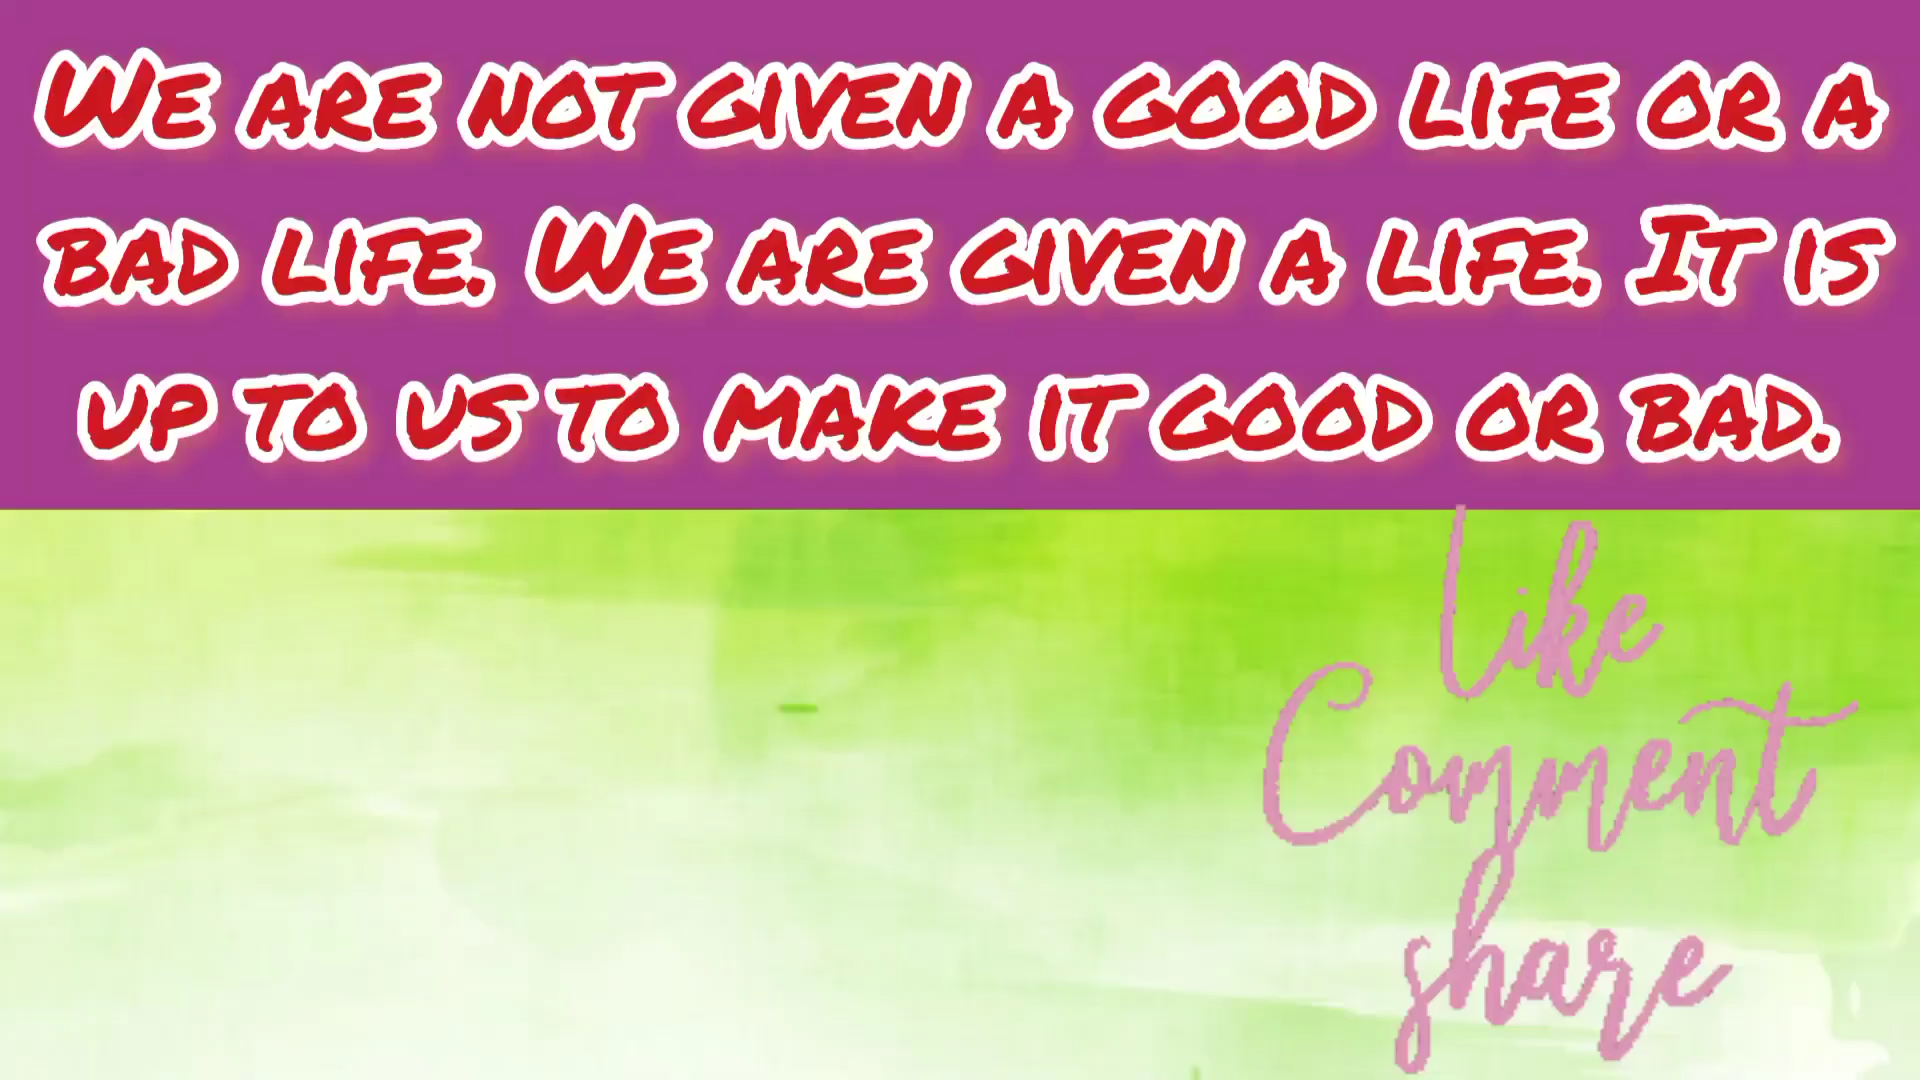 We are not given a good life or a
bad life. We are given a life. It is
up to us to make it good or bad.
Like
Comment
share